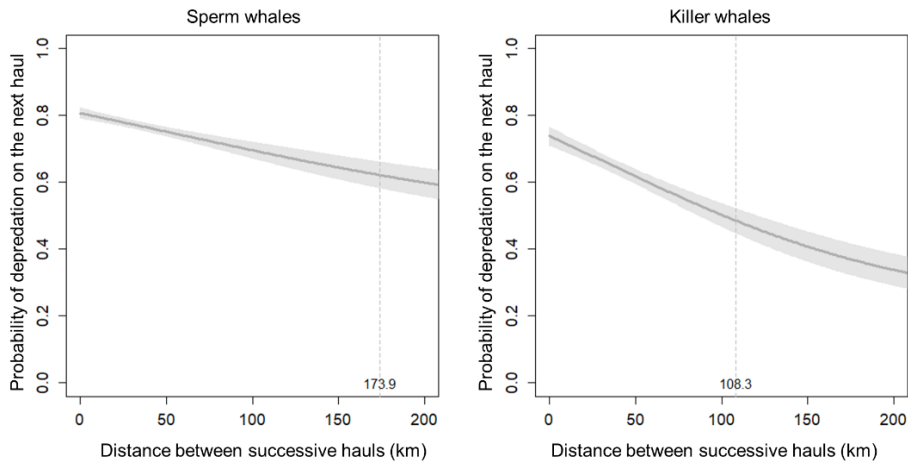 Sperm whales
Probability of depredation on the next haul
1.0
0.8
0.6
0.4
0.2
0.0
173.9
0 50 100 150 200
Distance between successive hauls (km)
Killer whales
Probability of depredation on the next haul
1.0
0.8
0.6
0.4
0.2
0.0
108.3
0 50 100 150 200
Distance between successive hauls (km)